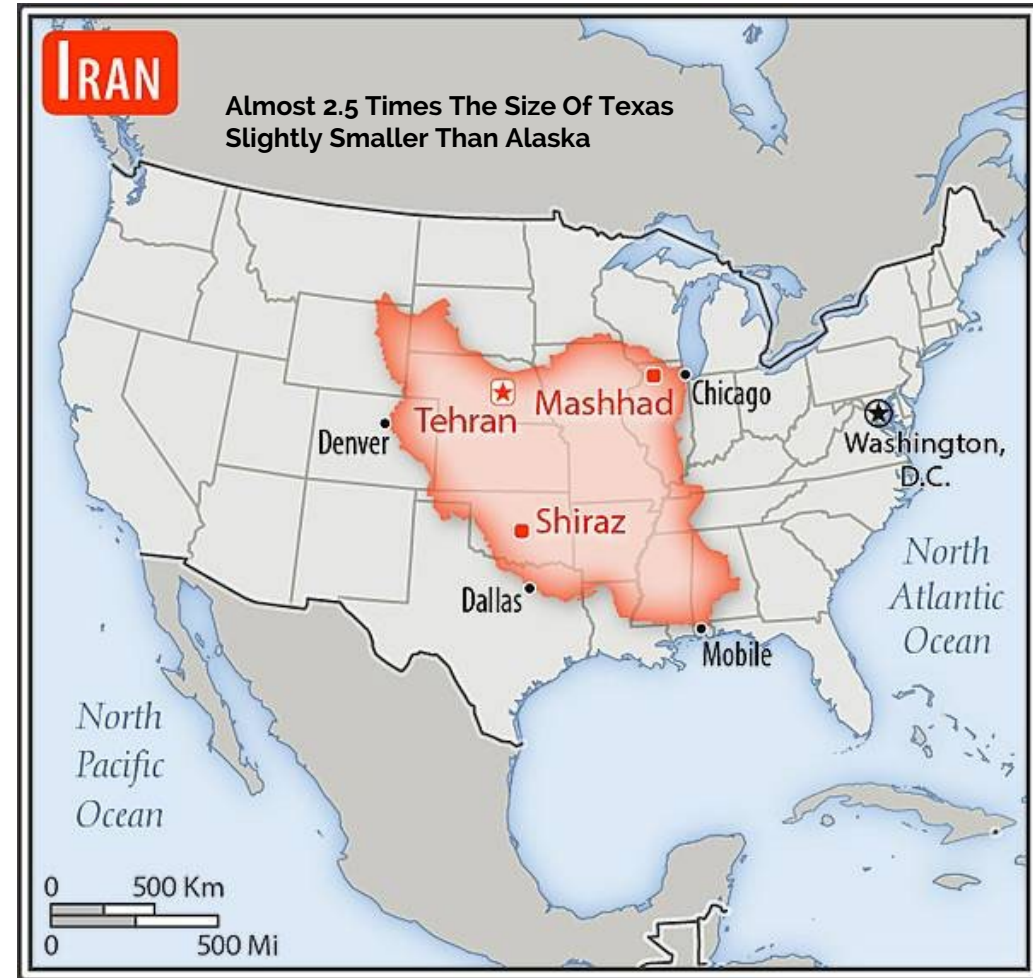 IRAN
Almost 2.5 Times The Size Of Texas
Slightly Smaller Than Alaska
Tehran
Mashhad
Chicago
Denver
Washington,
D.C.
Shiraz
Dallas
Mobile
North
Atlantic
Ocean
North
Pacific
Ocean
0 500 Km
0 500 Mi